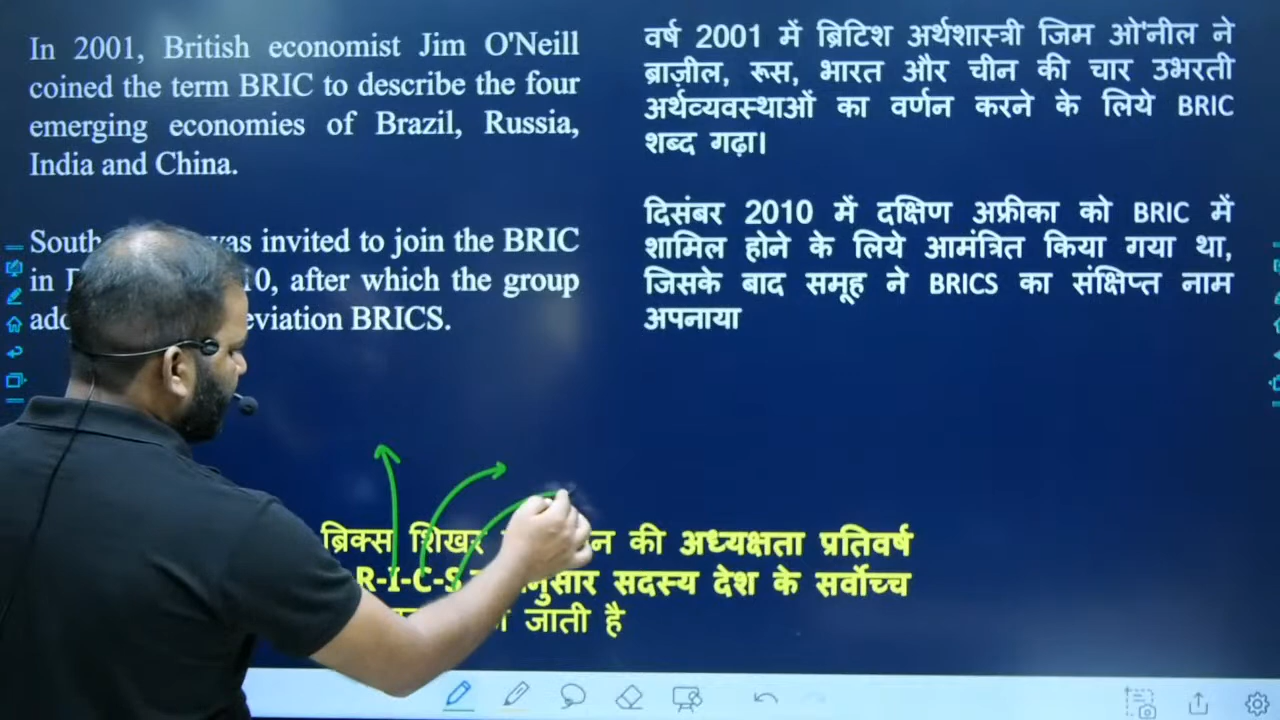 In 2001, British economist Jim O'Neill
coined the term BRIC to describe the four
emerging economies of Brazil, Russia,
India and China.
South was invited to join the BRIC
in 10, after which the group
BRICS.
वर्ष 2001 में ब्रिटिश अर्थशास्त्री जिम ओ'नील ने
ब्राज़ील, रूस, भारत और चीन की चार उभरती
अर्थव्यवस्थाओं का वर्णन करने के लिये BRIC
शब्द गढ़ा।
दिसंबर 2010 में दक्षिण अफ्रीका को BRIC में
शामिल होने के लिये आमंत्रित किया गया था,
जिसके बाद समूह ने BRICS का संक्षिप्त नाम
अपनाया
ब्रिक्स शिखर की अध्यक्षता प्रतिवर्ष
R-I-C-S सदस्य देश के सर्वोच्च
जाती है